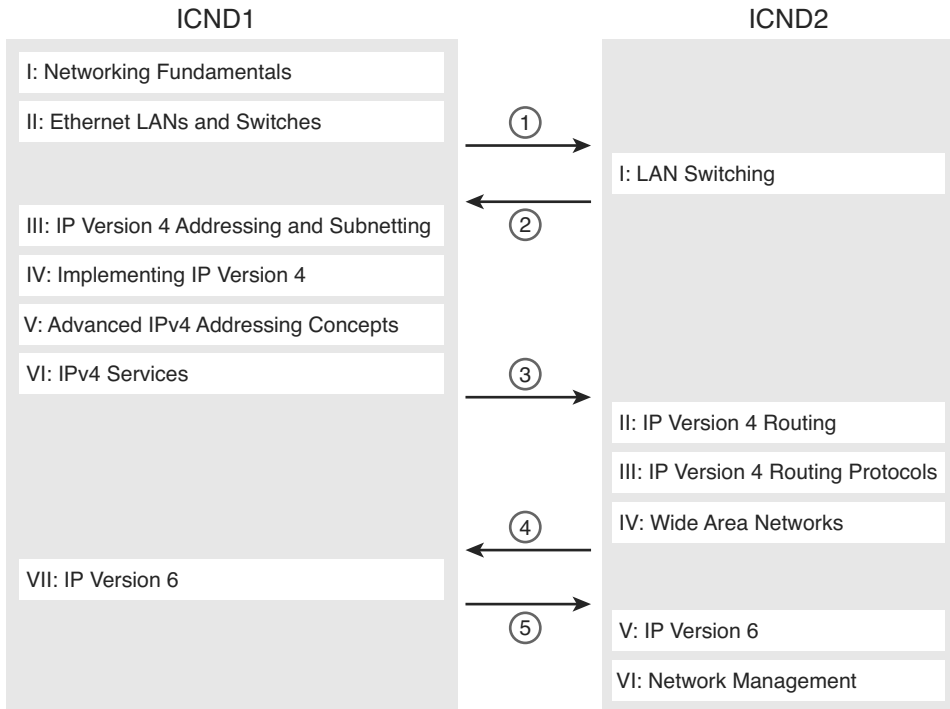 ICND1
ICND2
I: Networking Fundamentals
II: Ethernet LANs and Switches
1
I: LAN Switching
2
III: IP Version 4 Addressing and Subnetting
IV: Implementing IP Version 4
V: Advanced IPv4 Addressing Concepts
VI: IPv4 Services
3
II: IP Version 4 Routing
III: IP Version 4 Routing Protocols
IV: Wide Area Networks
4
VII: IP Version 6
5
V: IP Version 6
VI: Network Management